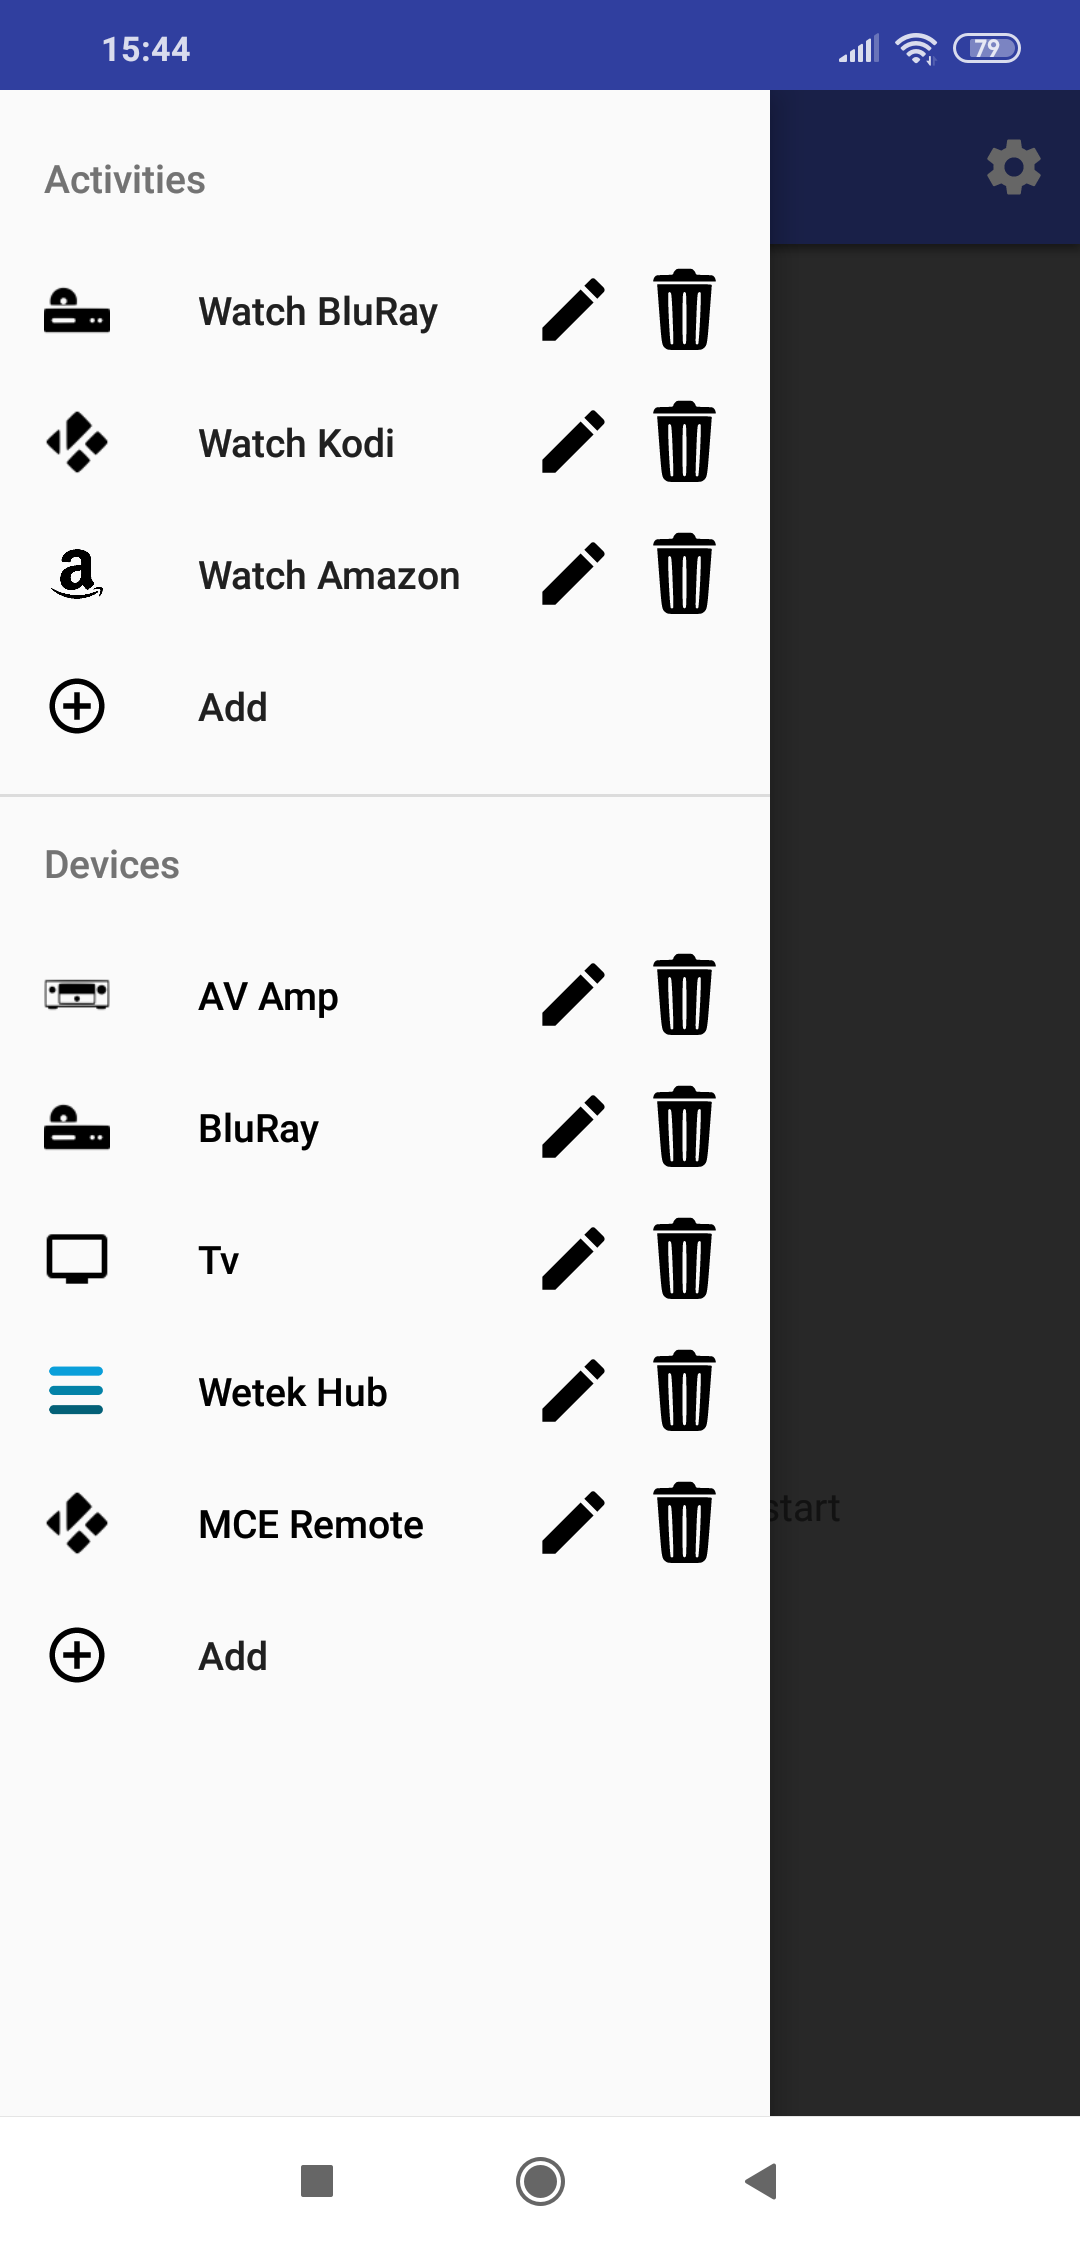 15:44
79
Activities
Watch BluRay
Watch Kodi
Watch Amazon
Add
Devices
AV Amp
BluRay
Tv
Wetek Hub
MCE Remote
start
Add